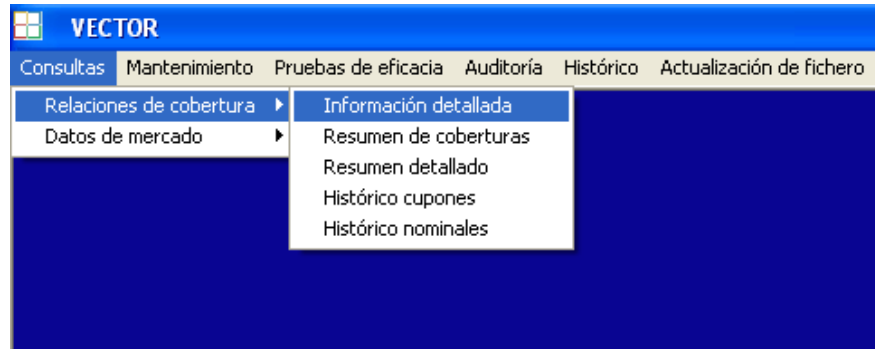 VECTOR
Consultas Mantenimiento Pruebas de eficacia Auditoría Histórico Actualización de fichero
Relaciones de cobertura Información detallada
Datos de mercado Resumen de coberturas
Resumen detallado
Histórico cupones
Histórico nominales